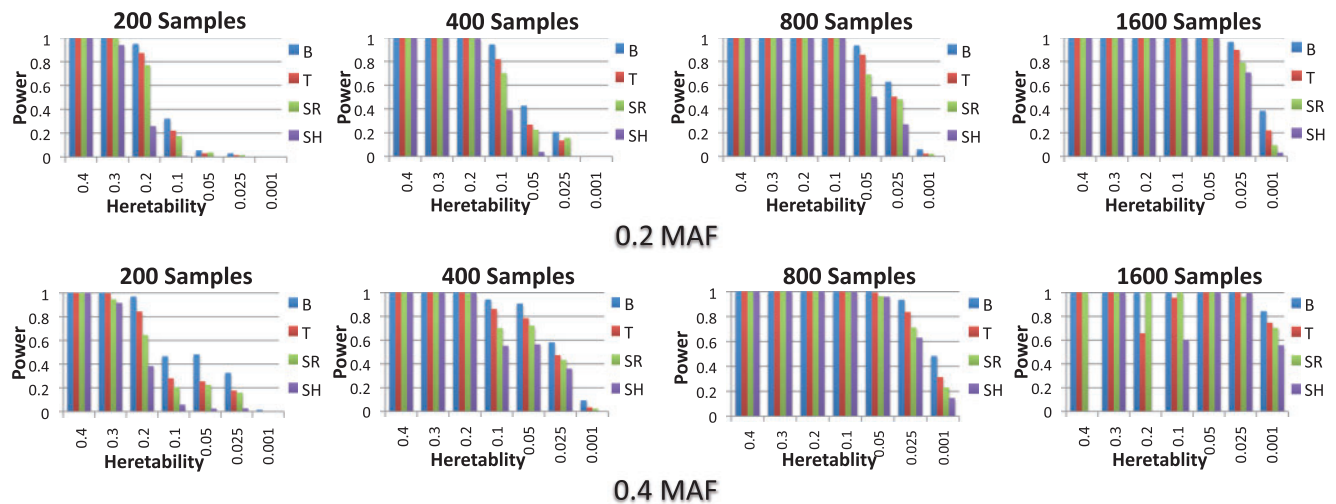 200 Samples
Power
1
0.8
0.6
0.4
0.2
0
0.4
0.3
0.2
0.1
0.05
0.025
0.001
Heretability
B
T
SR
SH
400 Samples
Power
1
0.8
0.6
0.4
0.2
0
0.4
0.3
0.2
0.1
0.05
0.025
0.001
Heretability
B
T
SR
SH
800 Samples
Power
1
0.8
0.6
0.4
0.2
0
0.4
0.3
0.2
0.1
0.05
0.025
0.001
Heretability
B
T
SR
SH
1600 Samples
Power
1
0.8
0.6
0.4
0.2
0
0.4
0.3
0.2
0.1
0.05
0.025
0.001
Heretability
B
T
SR
SH
0.2 MAF
200 Samples
Power
1
0.8
0.6
0.4
0.2
0
0.4
0.3
0.2
0.1
0.05
0.025
0.001
Heretability
B
T
SR
SH
400 Samples
Power
1
0.8
0.6
0.4
0.2
0
0.4
0.3
0.2
0.1
0.05
0.025
0.001
Heretablity
B
T
SR
SH
800 Samples
Power
1
0.8
0.6
0.4
0.2
0
0.4
0.3
0.2
0.1
0.05
0.025
0.001
Heretablity
B
T
SR
SH
1600 Samples
Power
1
0.8
0.6
0.4
0.2
0
0.4
0.3
0.2
0.1
0.05
0.025
0.001
Heretability
B
T
SR
SH
0.4 MAF